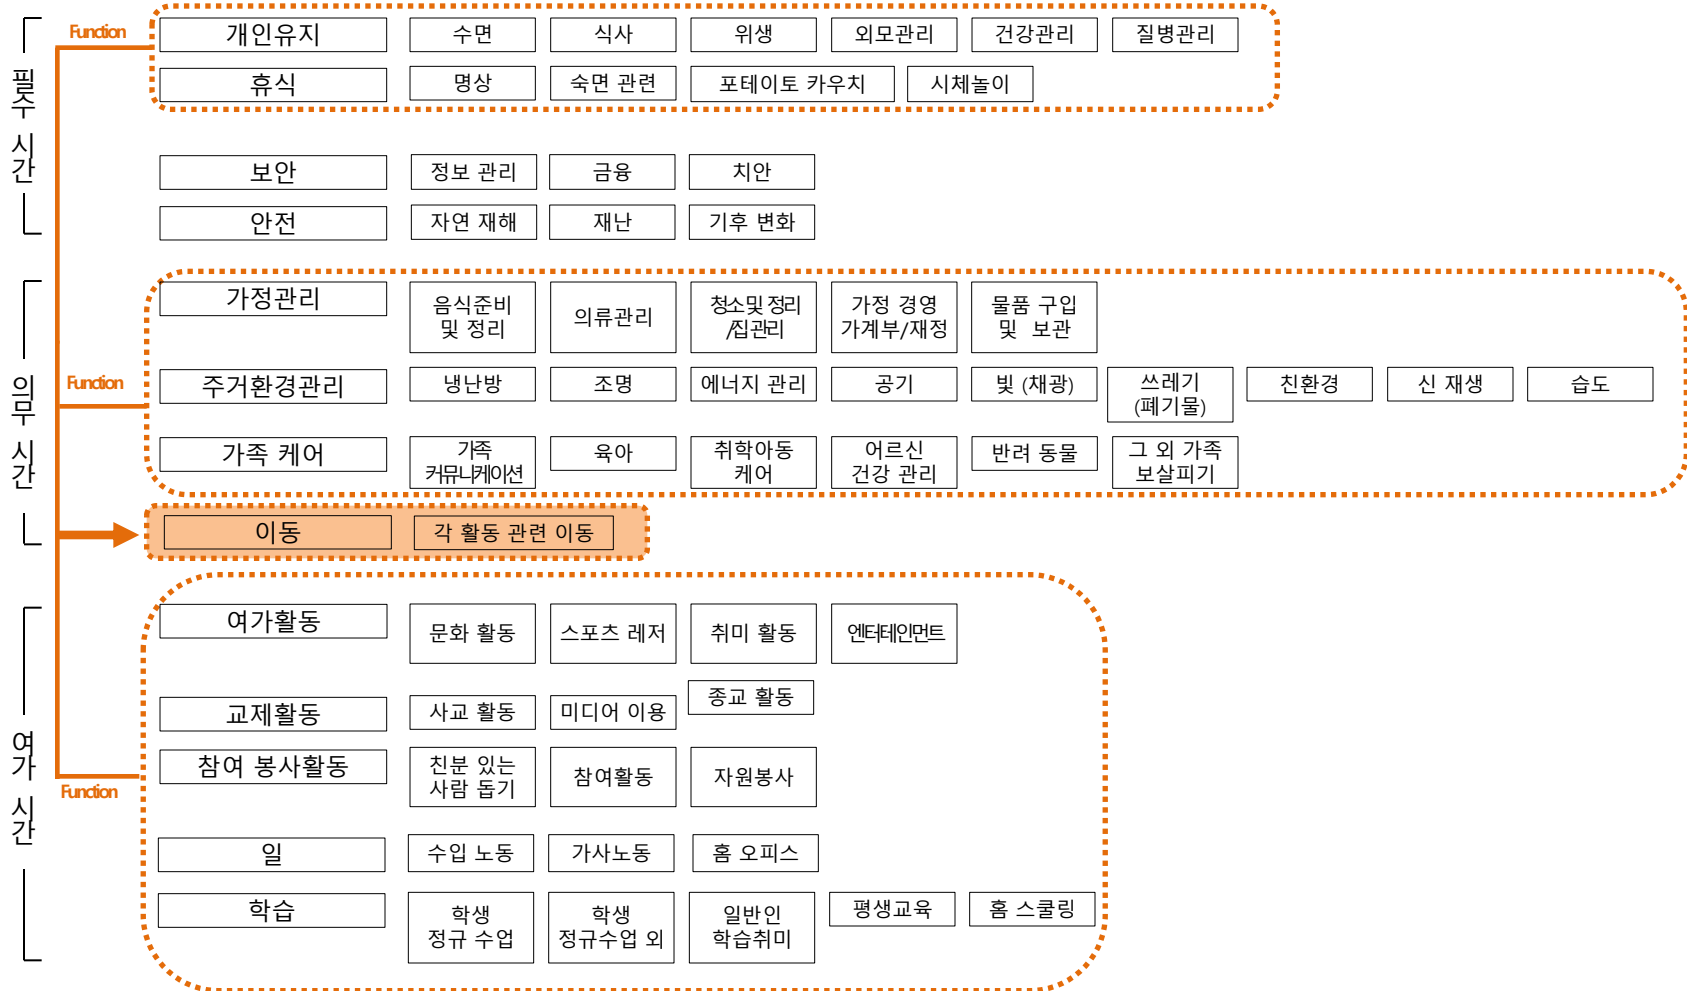 Function
개인유지 수면 식사 위생 외모관리 건강관리 질병관리
휴식 명상 숙면 관련 포테이토 카우치 시체놀이
필수 시간
보안 정보 관리 금융 치안
안전 자연 재해 재난 기후 변화
가정관리 음식준비 및 정리 의류관리 청소및 정리 /집관리 가정 경영 가계부/재정 물품 구입 및 보관
의무 시간
Function
주거환경관리 냉난방 조명 에너지 관리 공기 빛 (채광) 쓰레기 (폐기물) 친환경 신 재생 습도
가족 케어 가족 커뮤니케이션 육아 취학아동 케어 어르신 건강 관리 반려 동물 그 외 가족 보살피기
이동 각 활동 관련 이동
여가활동 문화 활동 스포츠 레저 취미 활동 엔터테인먼트
교제활동 사교 활동 미디어 이용 종교 활동
여가 시간
참여 봉사활동 친분 있는 사람 돕기 참여활동 자원봉사
Function
일 수입 노동 가사노동 홈 오피스
학습 학생 정규 수업 학생 정규수업 외 일반인 학습취미 평생교육 홈 스쿨링